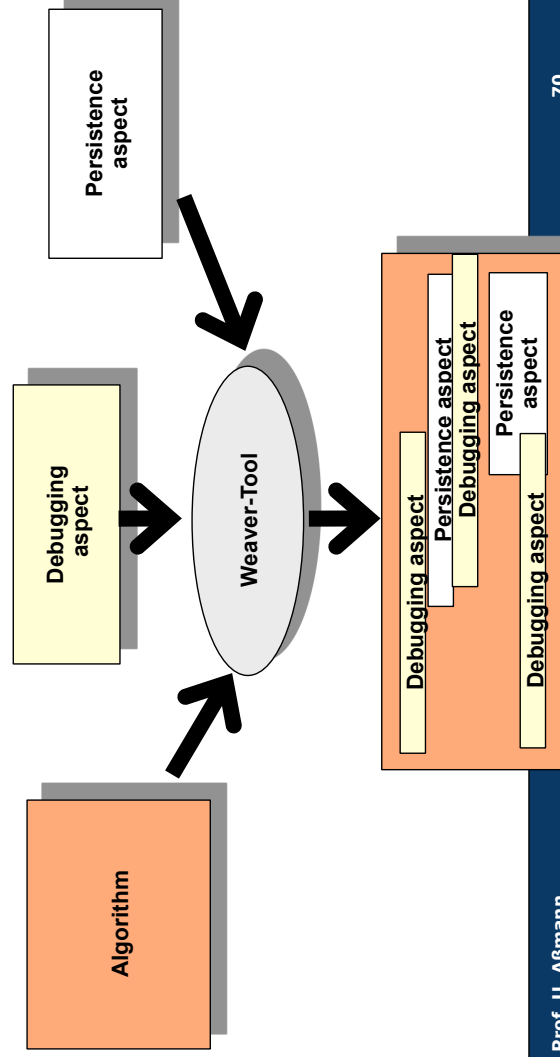 Algorithm
Debugging
aspect
Persistence
aspect
Weaver-Tool
Debugging aspect
Persistence aspect
Debugging aspect
Persistence
aspect
Debugging aspect
Prof. U. Aßmann